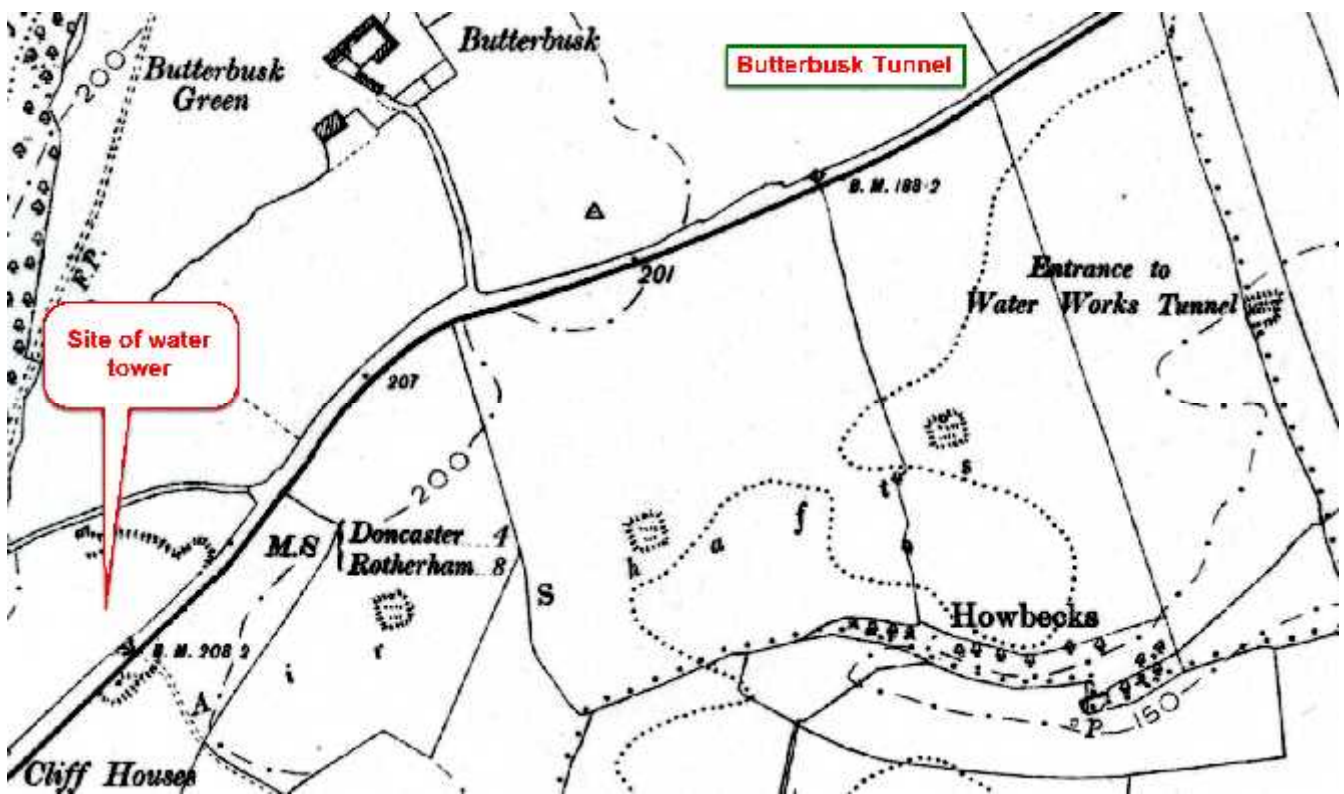 Butterbusk
Butterbusk
Green
200
Butterbusk Tunnel
B.M. 188·2
F.P.
201
Entrance to
Water Works Tunnel
Site of water
tower
207
200
M.S
Doncaster 4
Rotherham 8
A i r S h a f t s
Howbecks
B.M. 208·2
P
150
Cliff Houses